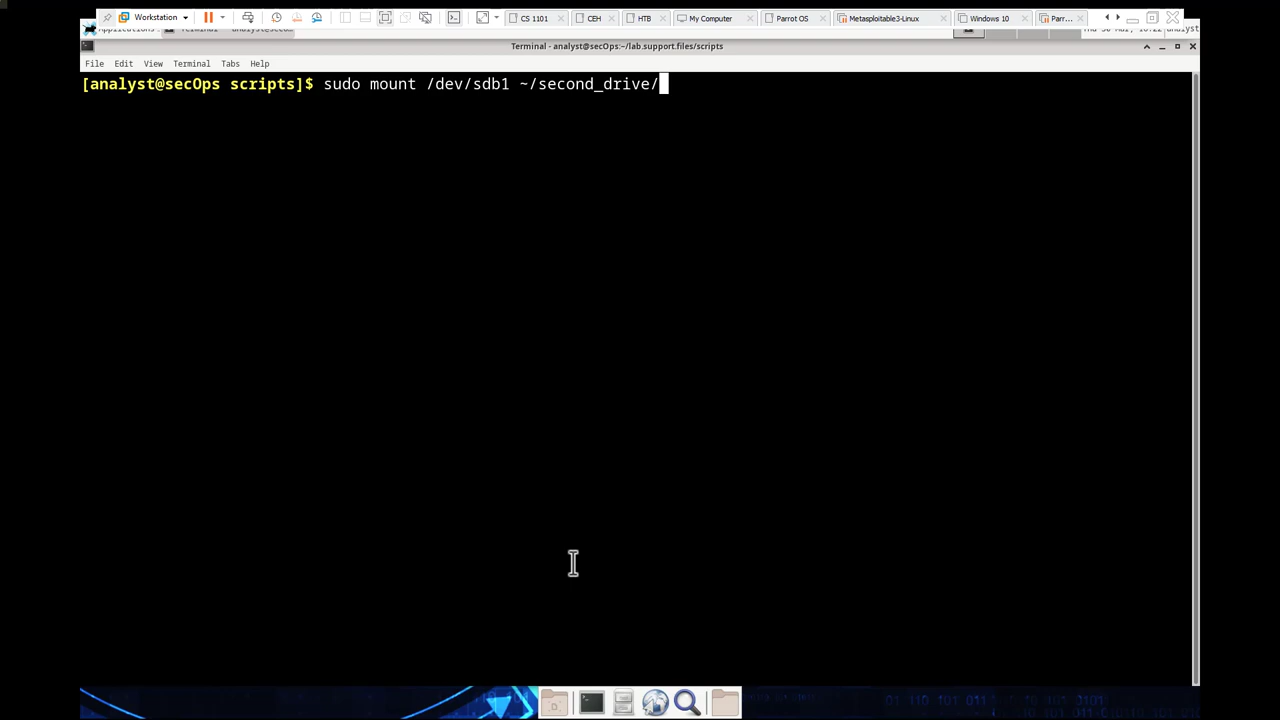 Workstation
CS 1101
CEH
HTB
My Computer
Parrot OS
Metasploitable3-Linux
Windows 10
Parr...
Terminal - analyst@secOps:~/lab.support.files/scripts
File Edit View Terminal Tabs Help
[analyst@secOps scripts]$ sudo mount /dev/sdb1 ~/second_drive/